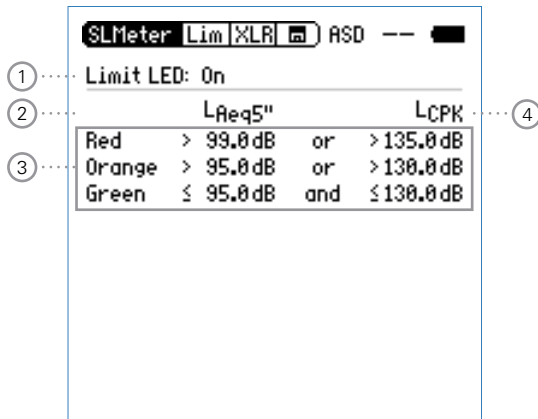 SLMeter Lim XLR ASD --
1 Limit LED: On
2 LAeq5" LCPK 4
Red > 99.0dB or >135.0dB
3 Orange > 95.0dB or >130.0dB
Green ≤ 95.0dB and ≤130.0dB